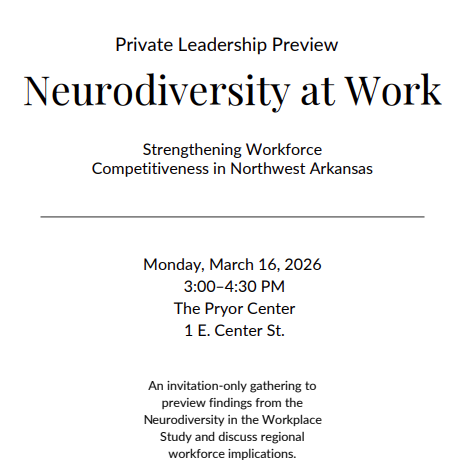 Private Leadership Preview
Neurodiversity at Work
Strengthening Workforce
Competitiveness in Northwest Arkansas
Monday, March 16, 2026
3:00–4:30 PM
The Pryor Center
1 E. Center St.
An invitation-only gathering to
preview findings from the
Neurodiversity in the Workplace
Study and discuss regional
workforce implications.